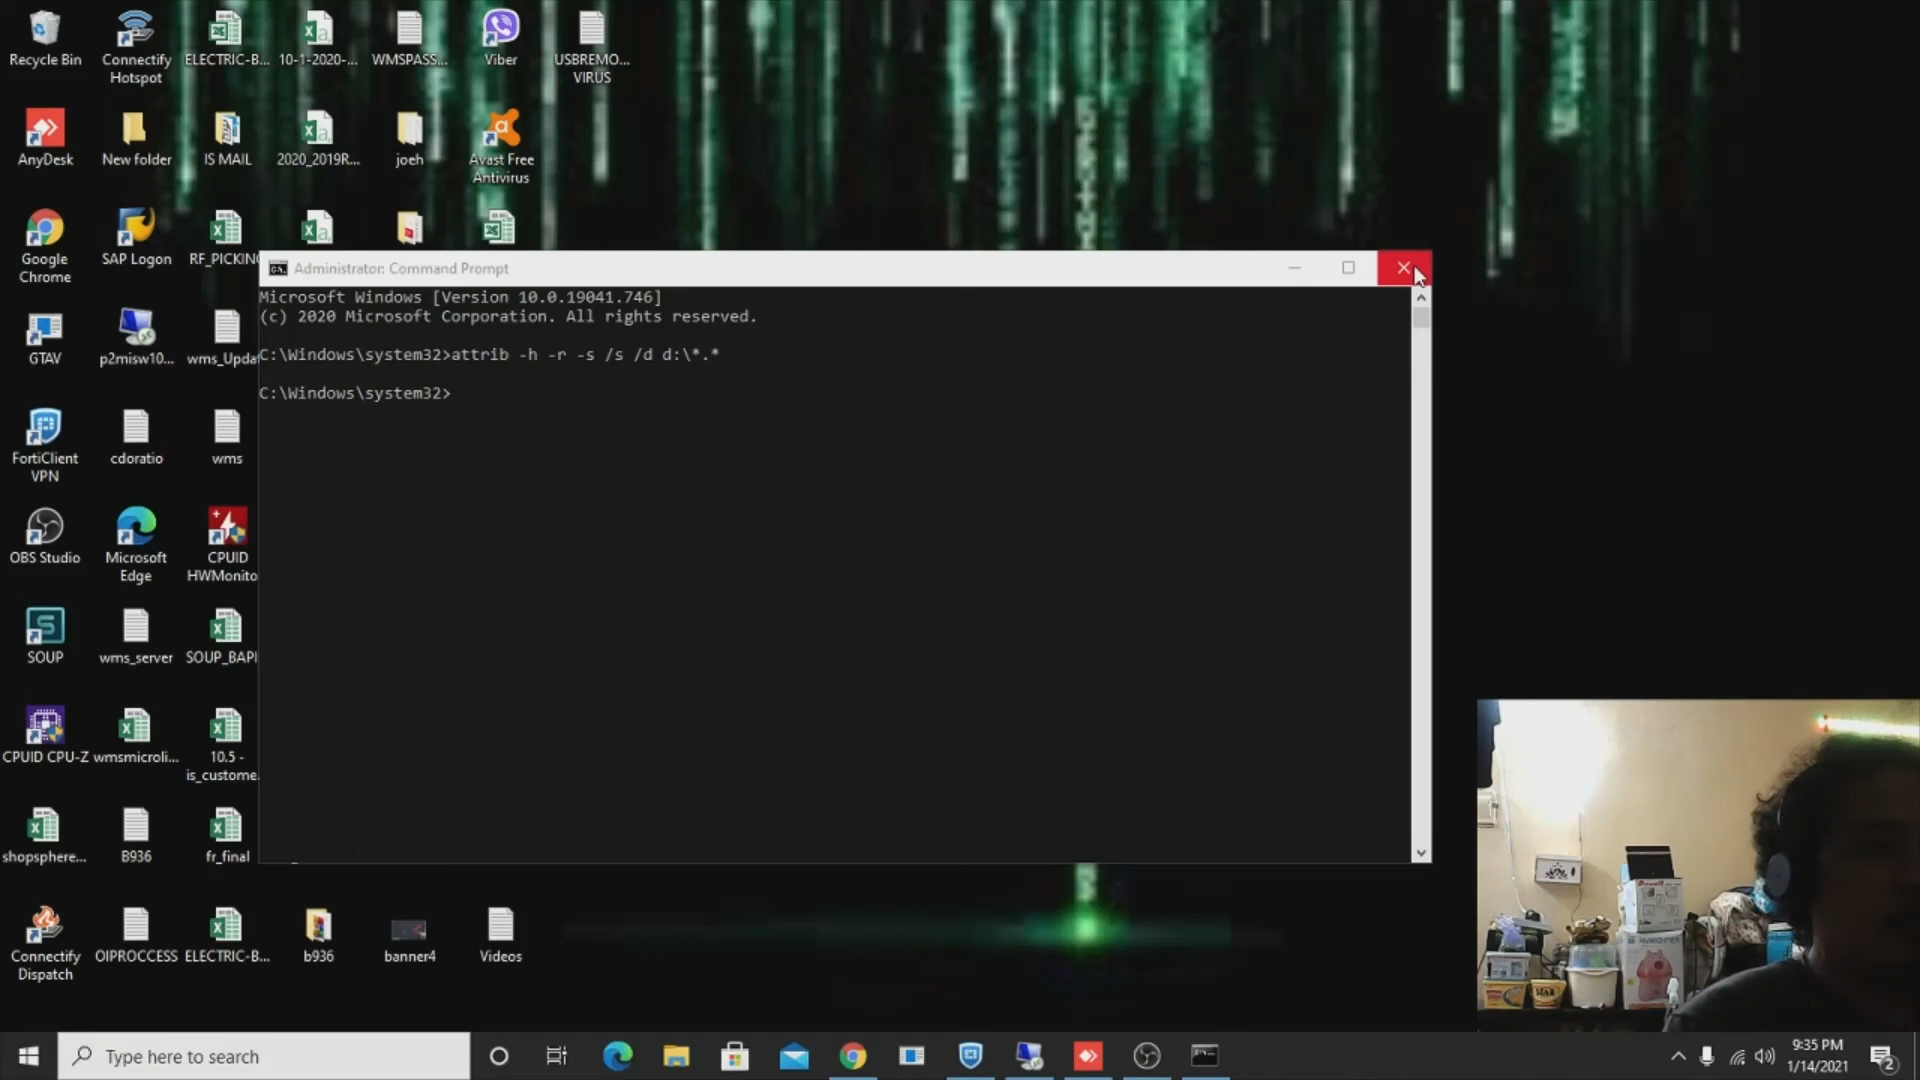 Recycle Bin
Connectify
Hotspot
ELECTRIC-B...
10-1-2020-...
WMSPASS...
Viber
USBREMO...
VIRUS
AnyDesk
New folder
IS MAIL
2020_2019R...
joeh
Avast Free
Antivirus
Google
Chrome
SAP Logon
RF_PICKING
GTAV
p2misw10...
wms_Upda
FortiClient
VPN
cdoratio
wms
OBS Studio
Microsoft
Edge
CPUID
HWMonito
SOUP
wms_server
SOUP_BAPI
CPUID CPU-Z
wmsmicroli...
10.5 -
is_custome.
shopsphere...
B936
fr_final
Connectify
Dispatch
OIPROCCESS
ELECTRIC-B...
b936
banner4
Videos
Administrator: Command Prompt
Microsoft Windows [Version 10.0.19041.746]
(c) 2020 Microsoft Corporation. All rights reserved.
C:\Windows\system32>attrib -h -r -s /s /d d:\*.*
C:\Windows\system32>
STAR
HUMIDIFIER
Type here to search
9:35 PM
1/14/2021
2